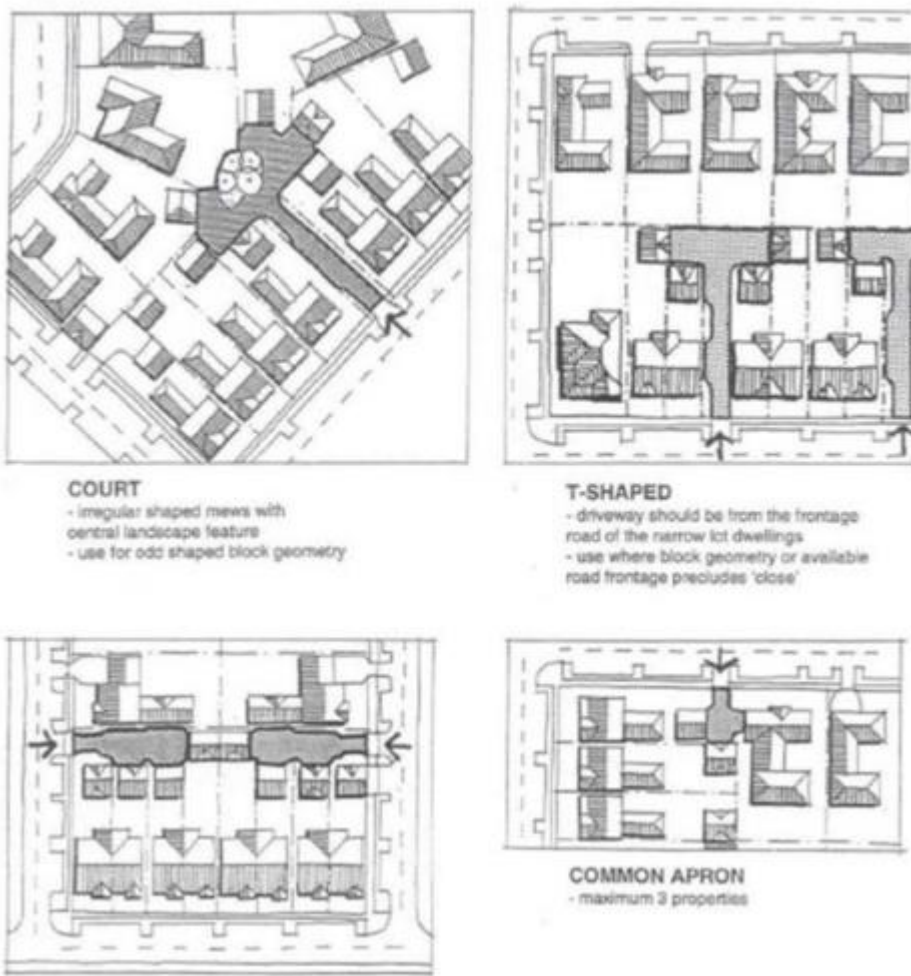 COURT
- irregular shaped mews with
central landscape feature
- use for odd shaped block geometry
T-SHAPED
- driveway should be from the frontage
road of the narrow lot dwellings
- use where block geometry or available
road frontage precludes 'close'
COMMON APRON
- maximum 3 properties